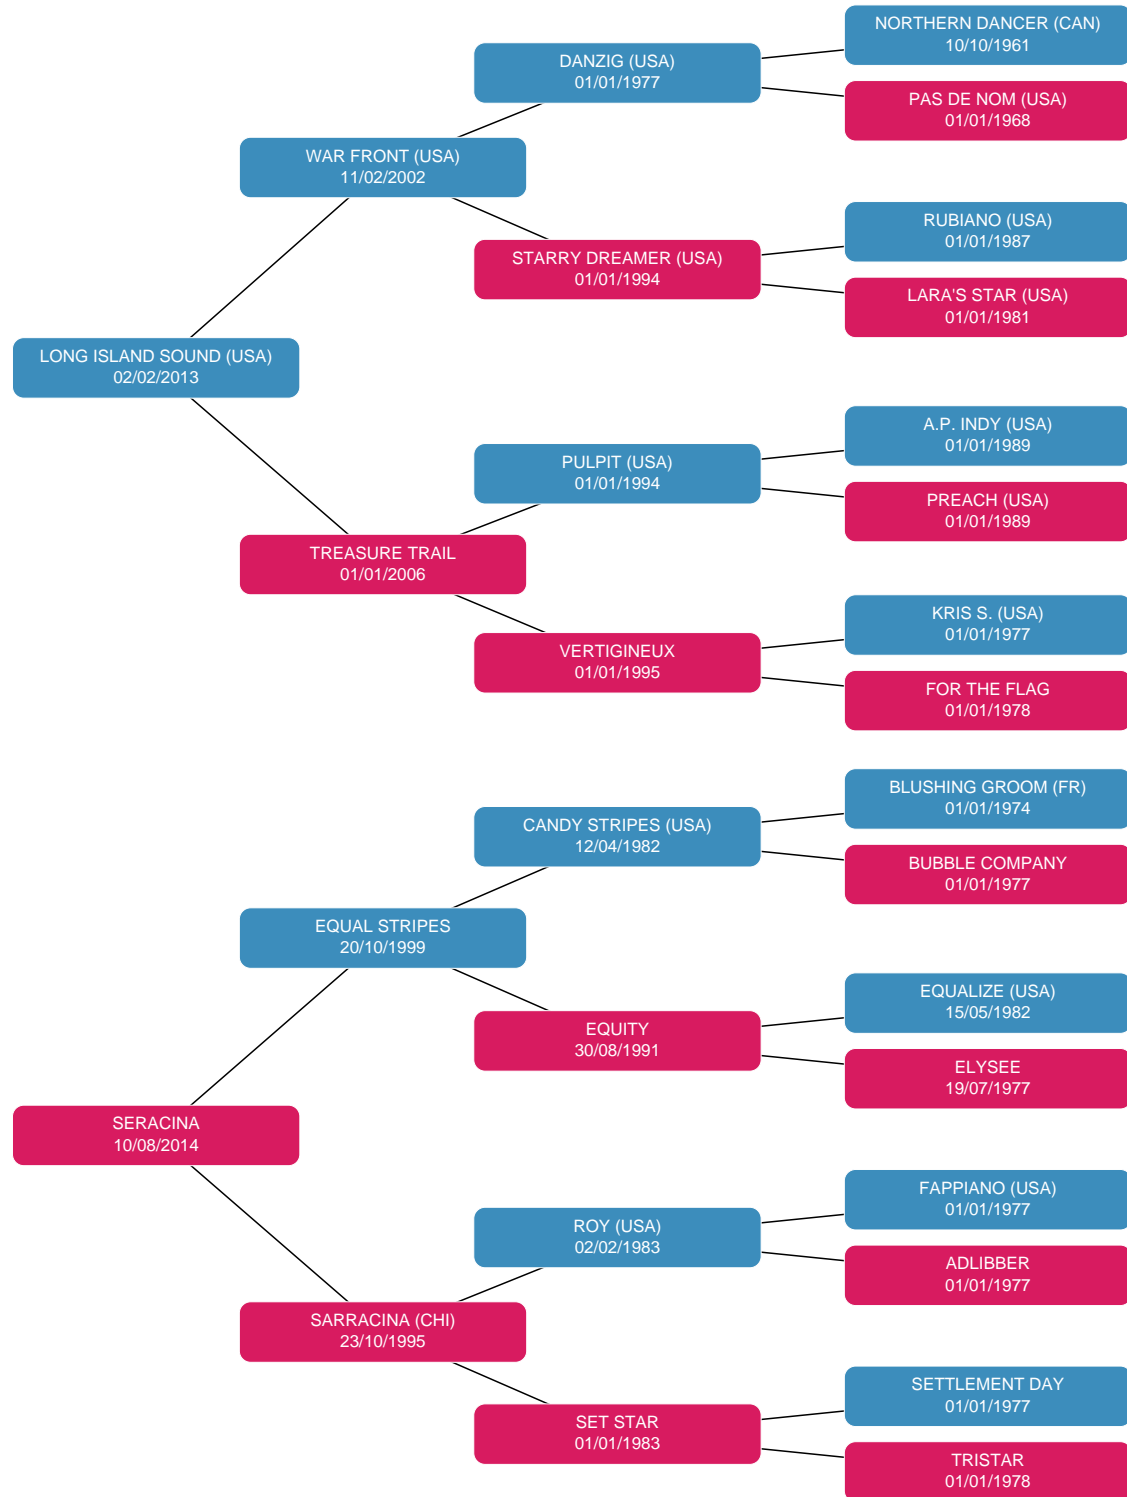 NORTHERN DANCER (CAN)
10/10/1961
DANZIG (USA)
01/01/1977
PAS DE NOM (USA)
01/01/1968
WAR FRONT (USA)
11/02/2002
RUBIANO (USA)
01/01/1987
STARRY DREAMER (USA)
01/01/1994
LARA'S STAR (USA)
01/01/1981
LONG ISLAND SOUND (USA)
02/02/2013
A.P. INDY (USA)
01/01/1989
PULPIT (USA)
01/01/1994
PREACH (USA)
01/01/1989
TREASURE TRAIL
01/01/2006
KRIS S. (USA)
01/01/1977
VERTIGINEUX
01/01/1995
FOR THE FLAG
01/01/1978
BLUSHING GROOM (FR)
01/01/1974
CANDY STRIPES (USA)
12/04/1982
BUBBLE COMPANY
01/01/1977
EQUAL STRIPES
20/10/1999
EQUALIZE (USA)
15/05/1982
EQUITY
30/08/1991
ELYSEE
19/07/1977
SERACINA
10/08/2014
FAPPIANO (USA)
01/01/1977
ROY (USA)
02/02/1983
ADLIBBER
01/01/1977
SARRACINA (CHI)
23/10/1995
SETTLEMENT DAY
01/01/1977
SET STAR
01/01/1983
TRISTAR
01/01/1978